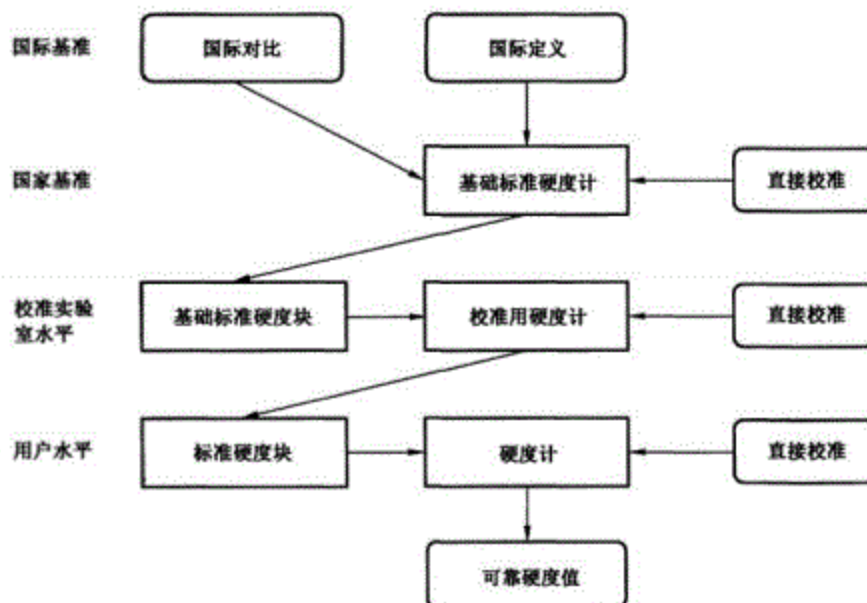 国际基准
国际对比
国际定义
国家基准
基础标准硬度计
直接校准
校准实验
室水平
基础标准硬度块
校准用硬度计
直接校准
用户水平
标准硬度块
硬度计
直接校准
可靠硬度值